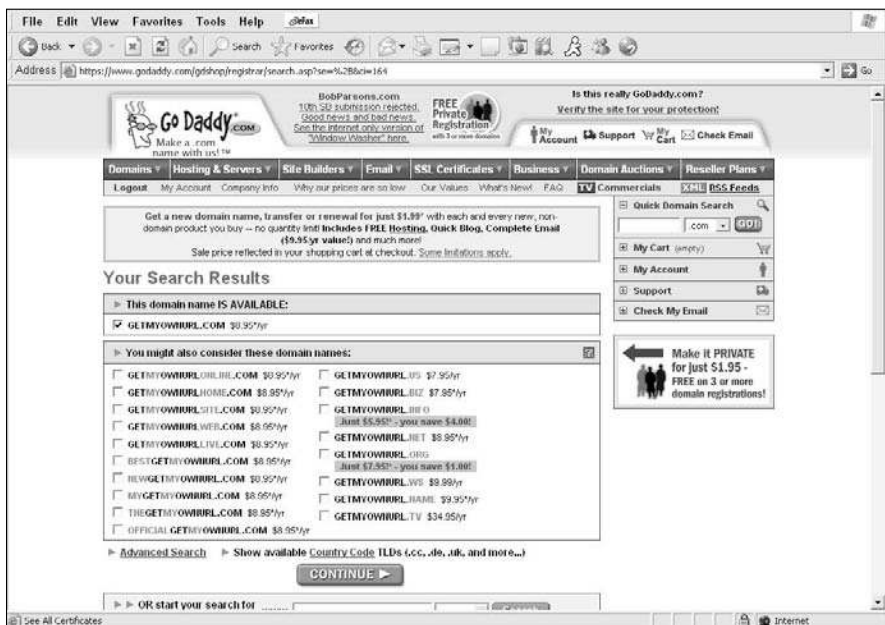 File Edit View Favorites Tools Help
Back Search Favorites
Address https://www.godaddy.com/gdshop/registrar/search.asp?se=%2B&ci=164 Go
Go Daddy.COM
Make a .com
name with us! ™
BobParsons.com
10th SB submission rejected.
Good news and bad news.
See the internet only version of
"Window Washer" here.
FREE
Private
Registration
with 3 or more domains
Is this really GoDaddy.com?
Verify the site for your protection!
My Account Support My Cart Check Email
Domains Hosting & Servers Site Builders Email SSL Certificates Business Domain Auctions Reseller Plans
Logout My Account Company Info Why our prices are so low Our Values What's New! FAQ TV Commercials XML RSS Feeds
Get a new domain name, transfer or renewal for just $1.99* with each and every new, non-
domain product you buy -- no quantity limit! Includes FREE Hosting, Quick Blog, Complete Email
($9.95/yr value!) and much more!
Sale price reflected in your shopping cart at checkout. Some limitations apply.
Quick Domain Search
.com GO!
My Cart (empty)
My Account
Support
Check My Email
Make it PRIVATE
for just $1.95 -
FREE on 3 or more
domain registrations!
Your Search Results
This domain name IS AVAILABLE:
GETMYOWNURL.COM $8.95*/yr
You might also consider these domain names:
GETMYOWNURLONLINE.COM $8.95*/yr
GETMYOWNURLHOME.COM $8.95*/yr
GETMYOWNURLSITE.COM $8.95*/yr
GETMYOWNURLWEB.COM $8.95*/yr
GETMYOWNURLLIVE.COM $8.95*/yr
BESTGETMYOWNURL.COM $8.95*/yr
NEWGETMYOWNURL.COM $8.95*/yr
MYGETMYOWNURL.COM $8.95*/yr
THEGETMYOWNURL.COM $8.95*/yr
OFFICIALGETMYOWNURL.COM $8.95*/yr
GETMYOWNURL.US $7.95/yr
GETMYOWNURL.BIZ $7.95/yr
GETMYOWNURL.INFO
Just $5.95!* - you save $4.00!
GETMYOWNURL.NET $8.95*/yr
GETMYOWNURL.ORG
Just $7.95!* - you save $1.00!
GETMYOWNURL.WS $9.99/yr
GETMYOWNURL.NAME $9.95*/yr
GETMYOWNURL.TV $34.95/yr
Advanced Search Show available Country Code TLDs (.cc, .de, .uk, and more...)
CONTINUE
OR start your search for
See All Certificates Internet